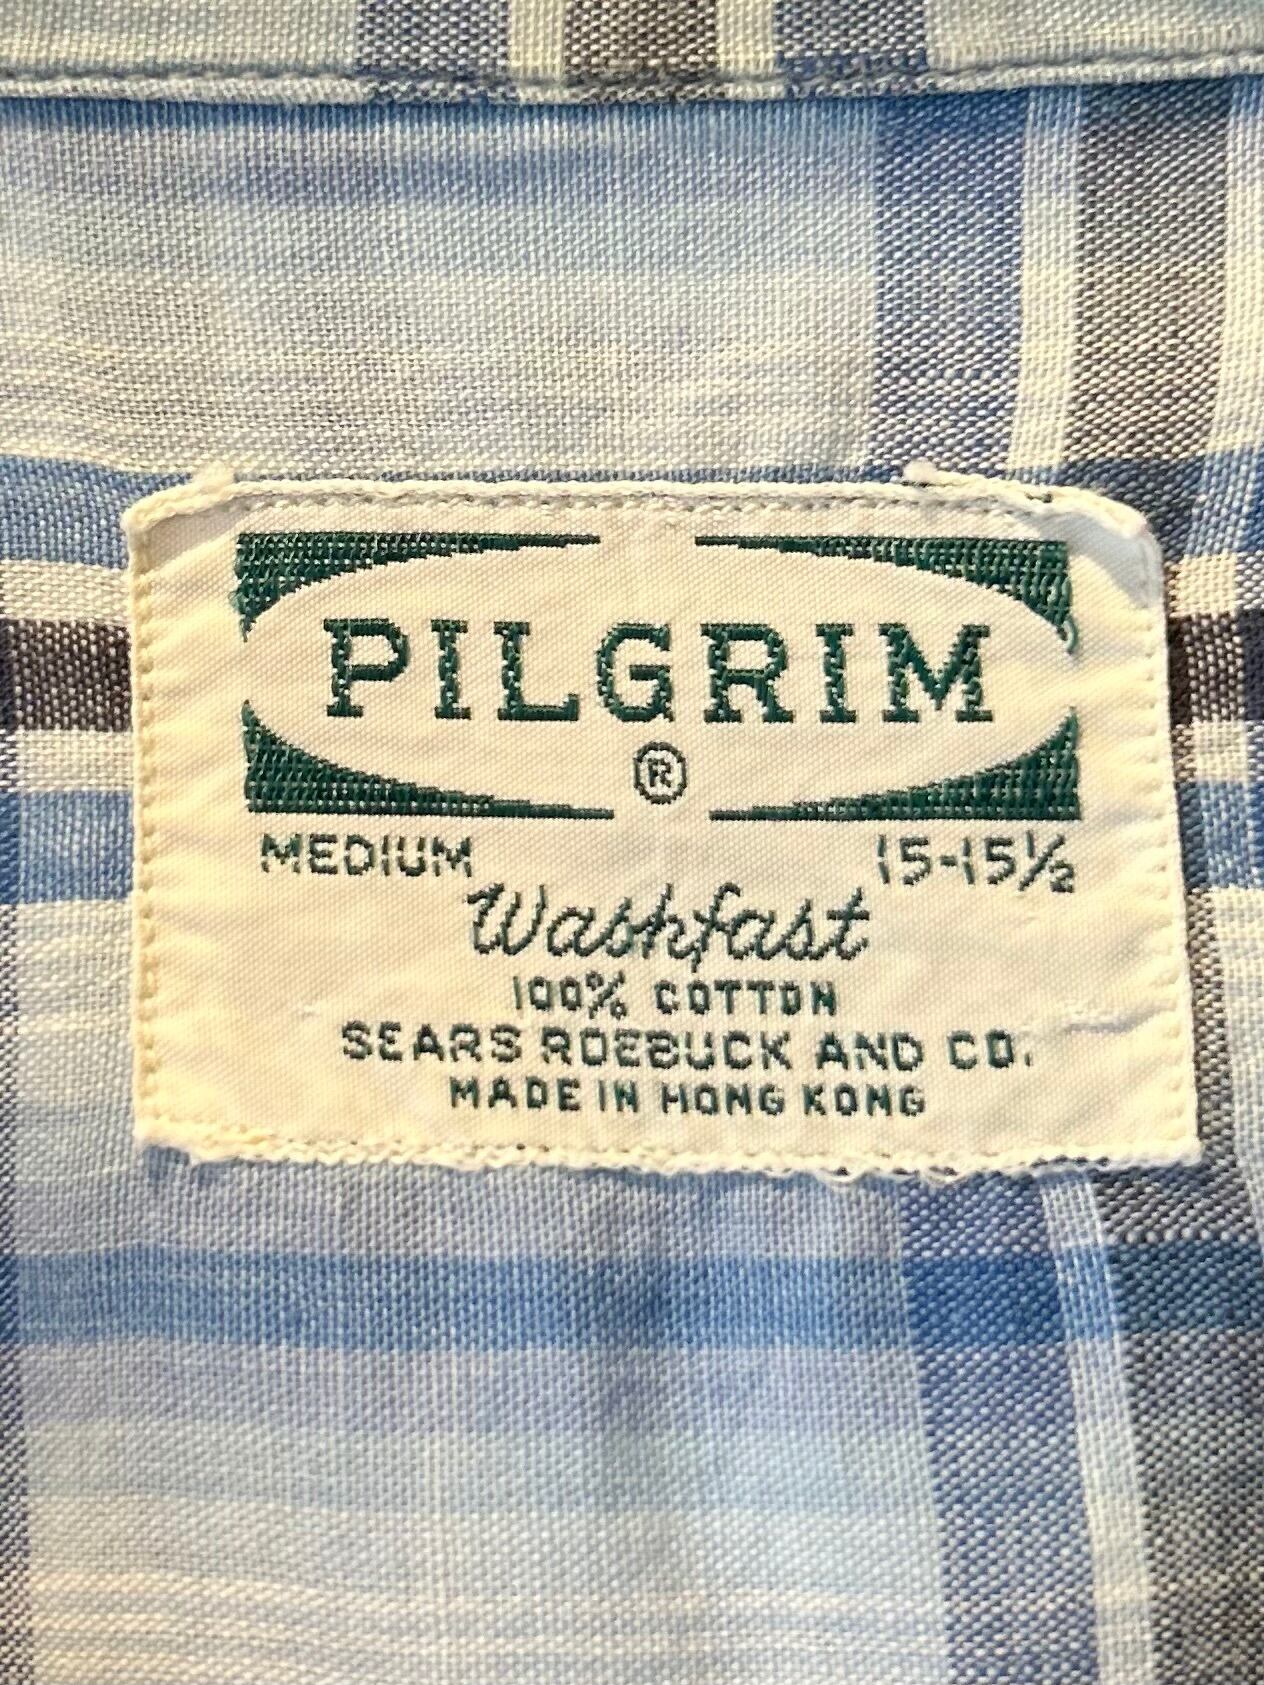 PILGRIM
®
MEDIUM 15-15½
Washfast
100% COTTON
SEARS ROEBUCK AND CO.
MADE IN HONG KONG